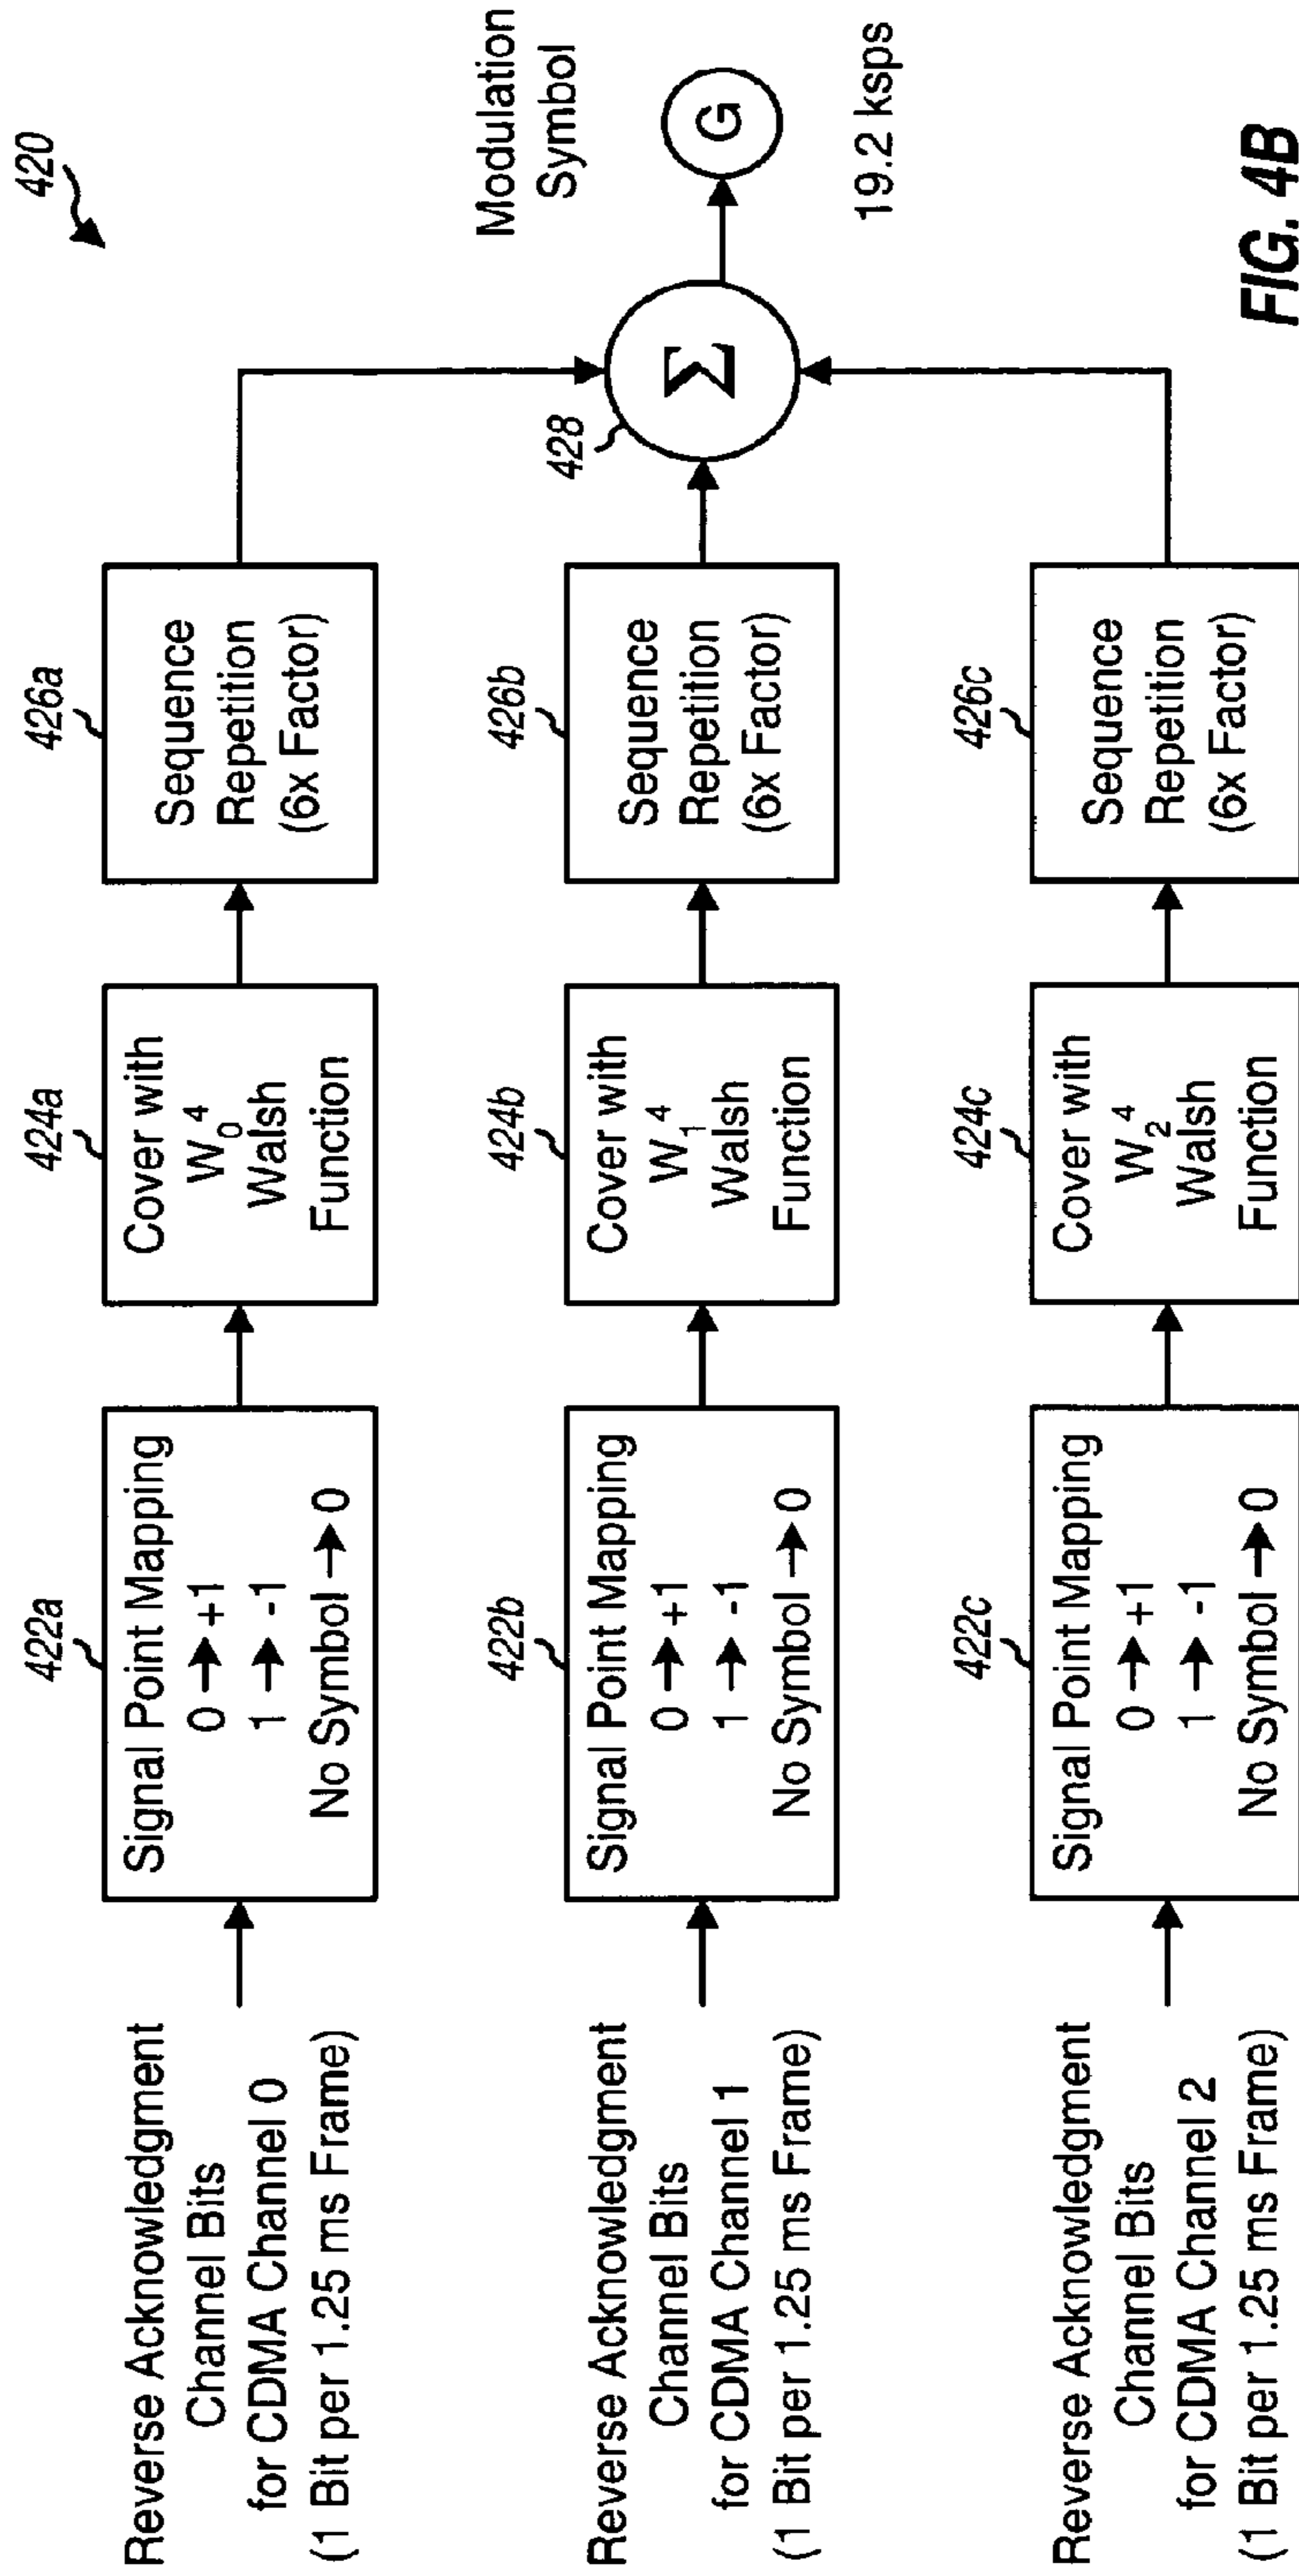 420
Reverse Acknowledgment
Channel Bits
for CDMA Channel 0
(1 Bit per 1.25 ms Frame)
422a
Signal Point Mapping
0 → +1
1 → -1
No Symbol → 0
424a
Cover with
W₀⁴
Walsh
Function
426a
Sequence
Repetition
(6x Factor)
Reverse Acknowledgment
Channel Bits
for CDMA Channel 1
(1 Bit per 1.25 ms Frame)
422b
Signal Point Mapping
0 → +1
1 → -1
No Symbol → 0
424b
Cover with
W₁⁴
Walsh
Function
426b
Sequence
Repetition
(6x Factor)
428
Σ
Modulation
Symbol
G
19.2 ksps
Reverse Acknowledgment
Channel Bits
for CDMA Channel 2
(1 Bit per 1.25 ms Frame)
422c
Signal Point Mapping
0 → +1
1 → -1
No Symbol → 0
424c
Cover with
W₂⁴
Walsh
Function
426c
Sequence
Repetition
(6x Factor)
FIG. 4B